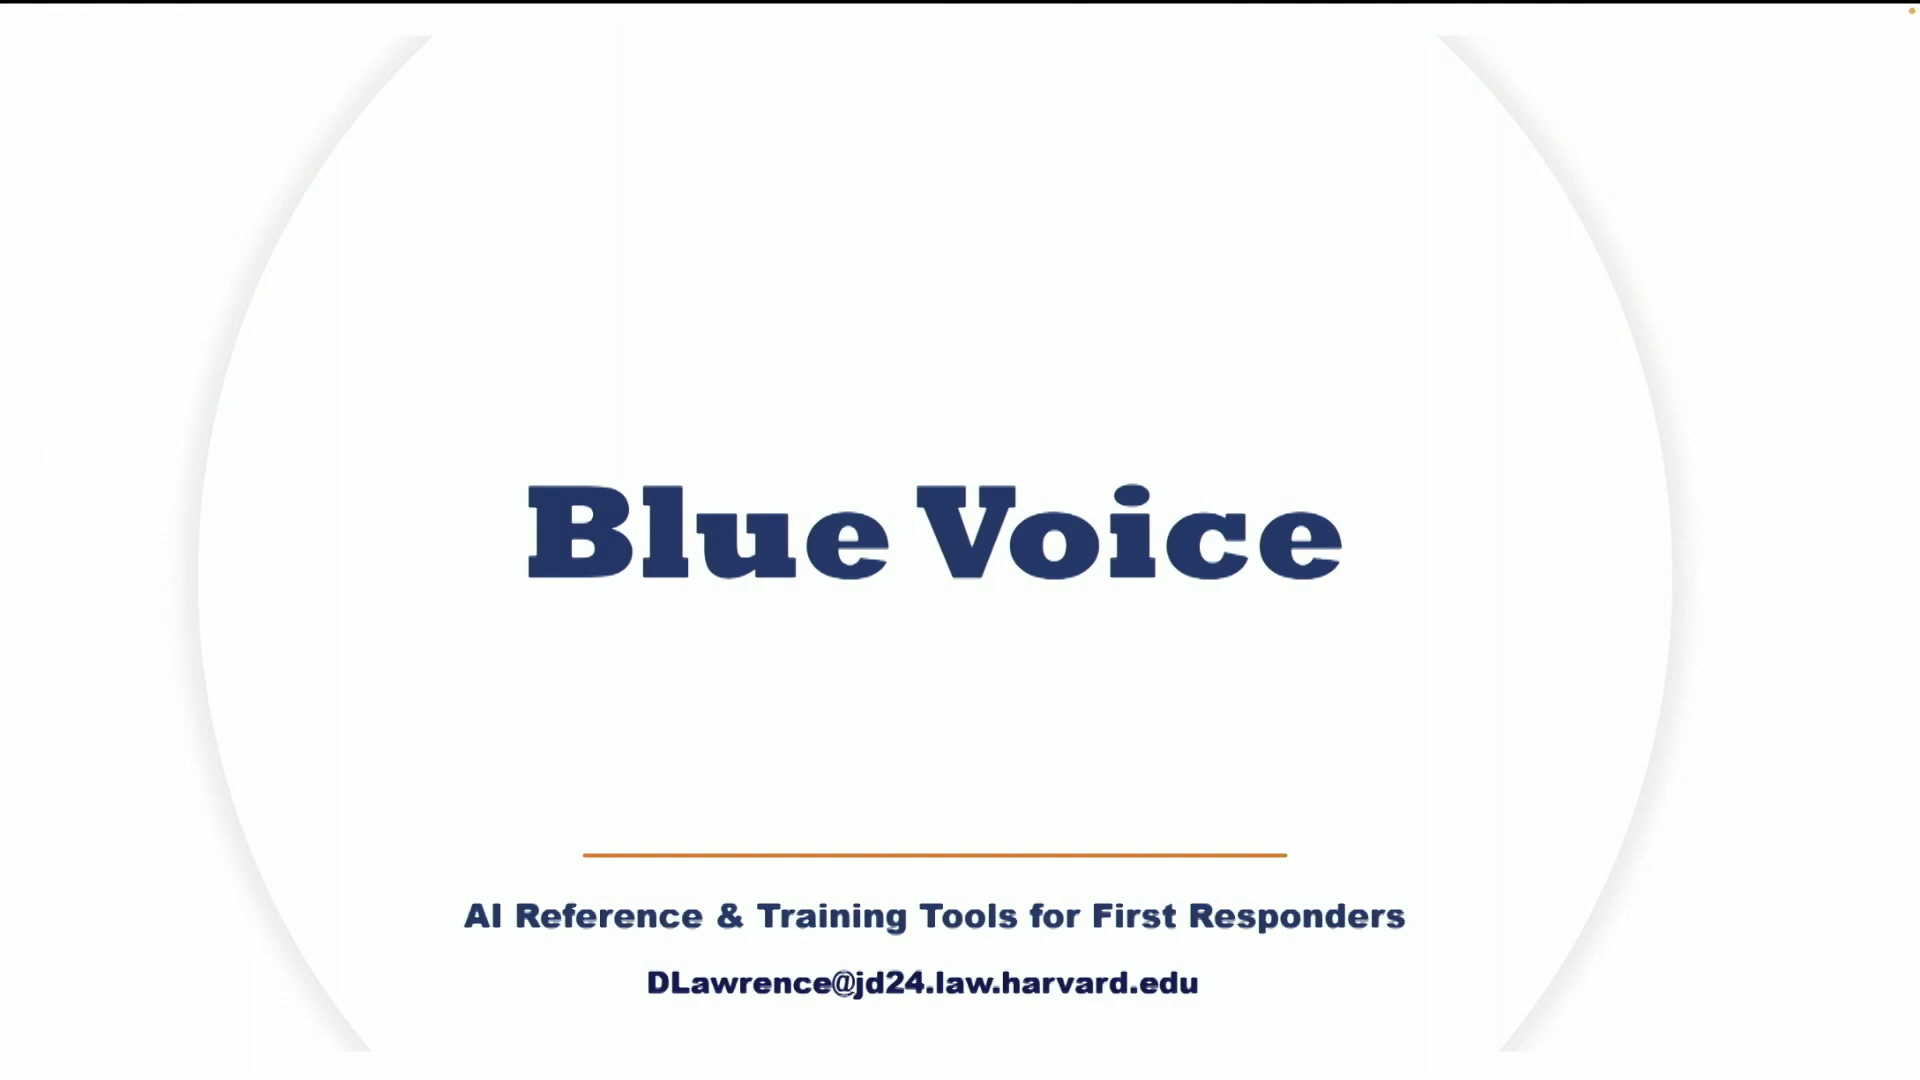 Blue Voice
AI Reference & Training Tools for First Responders
DLawrence@jd24.law.harvard.edu